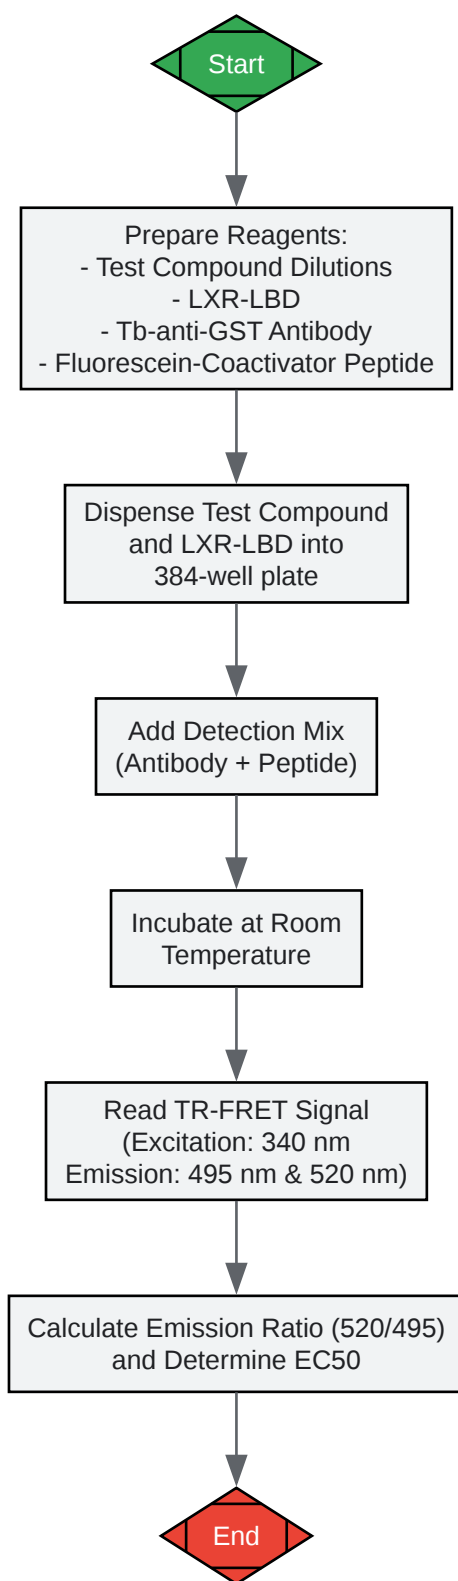 Start
Prepare Reagents:
- Test Compound Dilutions
- LXR-LBD
- Tb-anti-GST Antibody
- Fluorescein-Coactivator Peptide
Dispense Test Compound
and LXR-LBD into
384-well plate
Add Detection Mix
(Antibody + Peptide)
Incubate at Room
Temperature
Read TR-FRET Signal
(Excitation: 340 nm
Emission: 495 nm & 520 nm)
Calculate Emission Ratio (520/495)
and Determine EC50
End